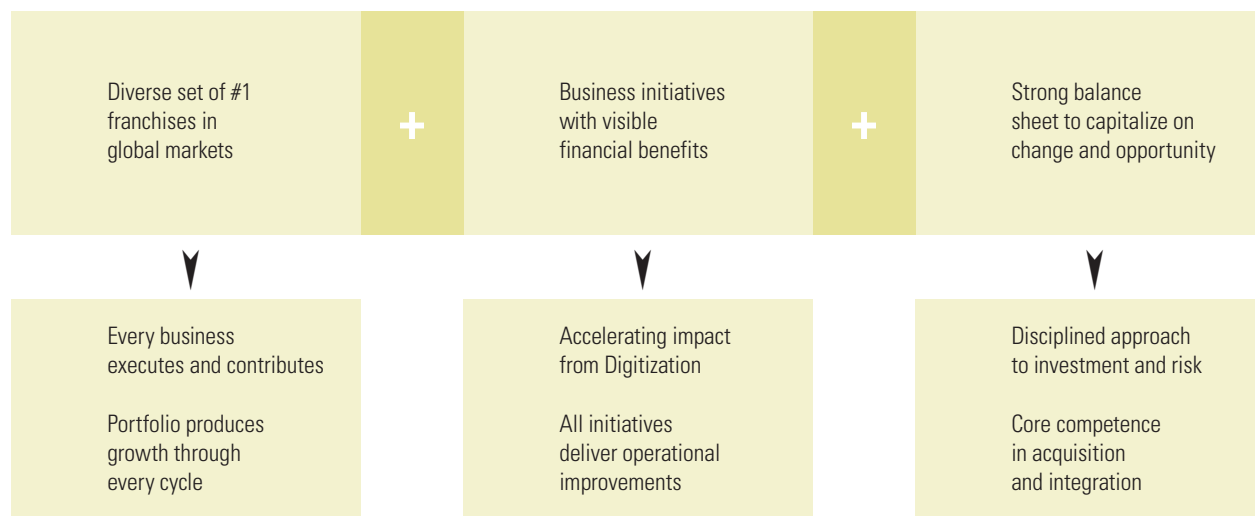 Diverse set of #1
franchises in
global markets
+
Business initiatives
with visible
financial benefits
+
Strong balance
sheet to capitalize on
change and opportunity
Every business
executes and contributes
Portfolio produces
growth through
every cycle
Accelerating impact
from Digitization
All initiatives
deliver operational
improvements
Disciplined approach
to investment and risk
Core competence
in acquisition
and integration